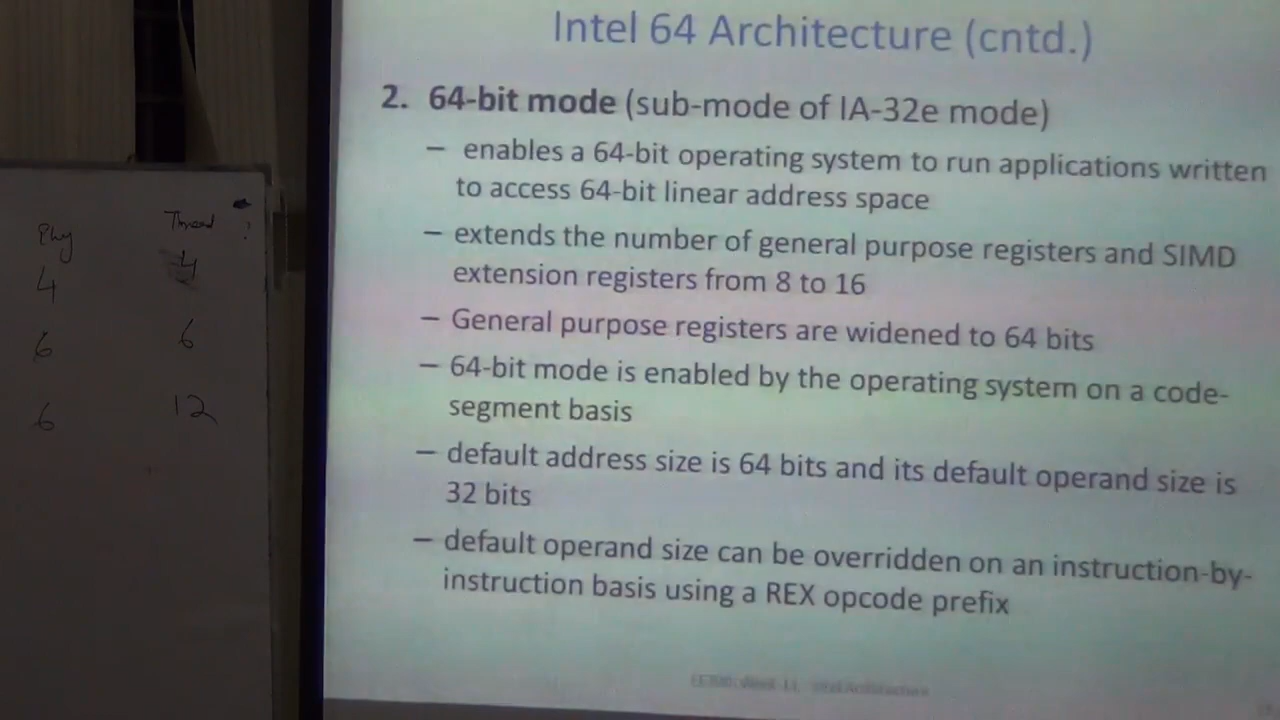 Intel 64 Architecture (cntd.)
2. 64-bit mode (sub-mode of IA-32e mode)
– enables a 64-bit operating system to run applications written
to access 64-bit linear address space
– extends the number of general purpose registers and SIMD
extension registers from 8 to 16
– General purpose registers are widened to 64 bits
– 64-bit mode is enabled by the operating system on a code-
segment basis
– default address size is 64 bits and its default operand size is
32 bits
– default operand size can be overridden on an instruction-by-
instruction basis using a REX opcode prefix
Intel Architecture
Phy Thread ?
4 4
6 6
6 12